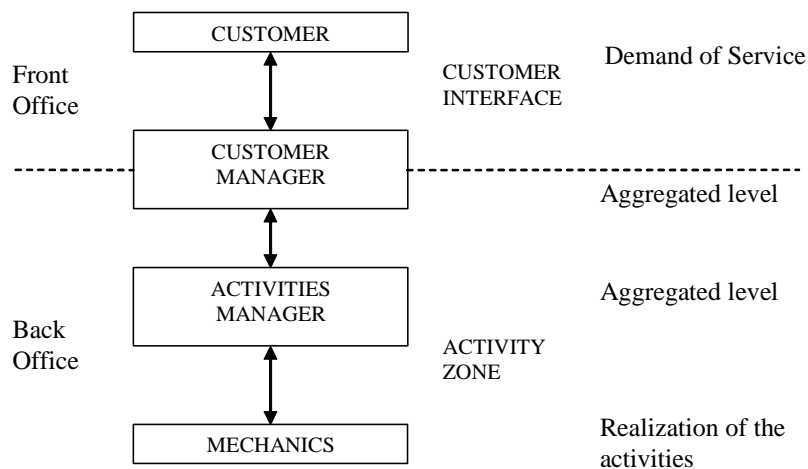 CUSTOMER
Demand of Service
Front
Office
CUSTOMER
INTERFACE
CUSTOMER
MANAGER
Aggregated level
ACTIVITIES
MANAGER
Aggregated level
Back
Office
ACTIVITY
ZONE
MECHANICS
Realization of the
activities